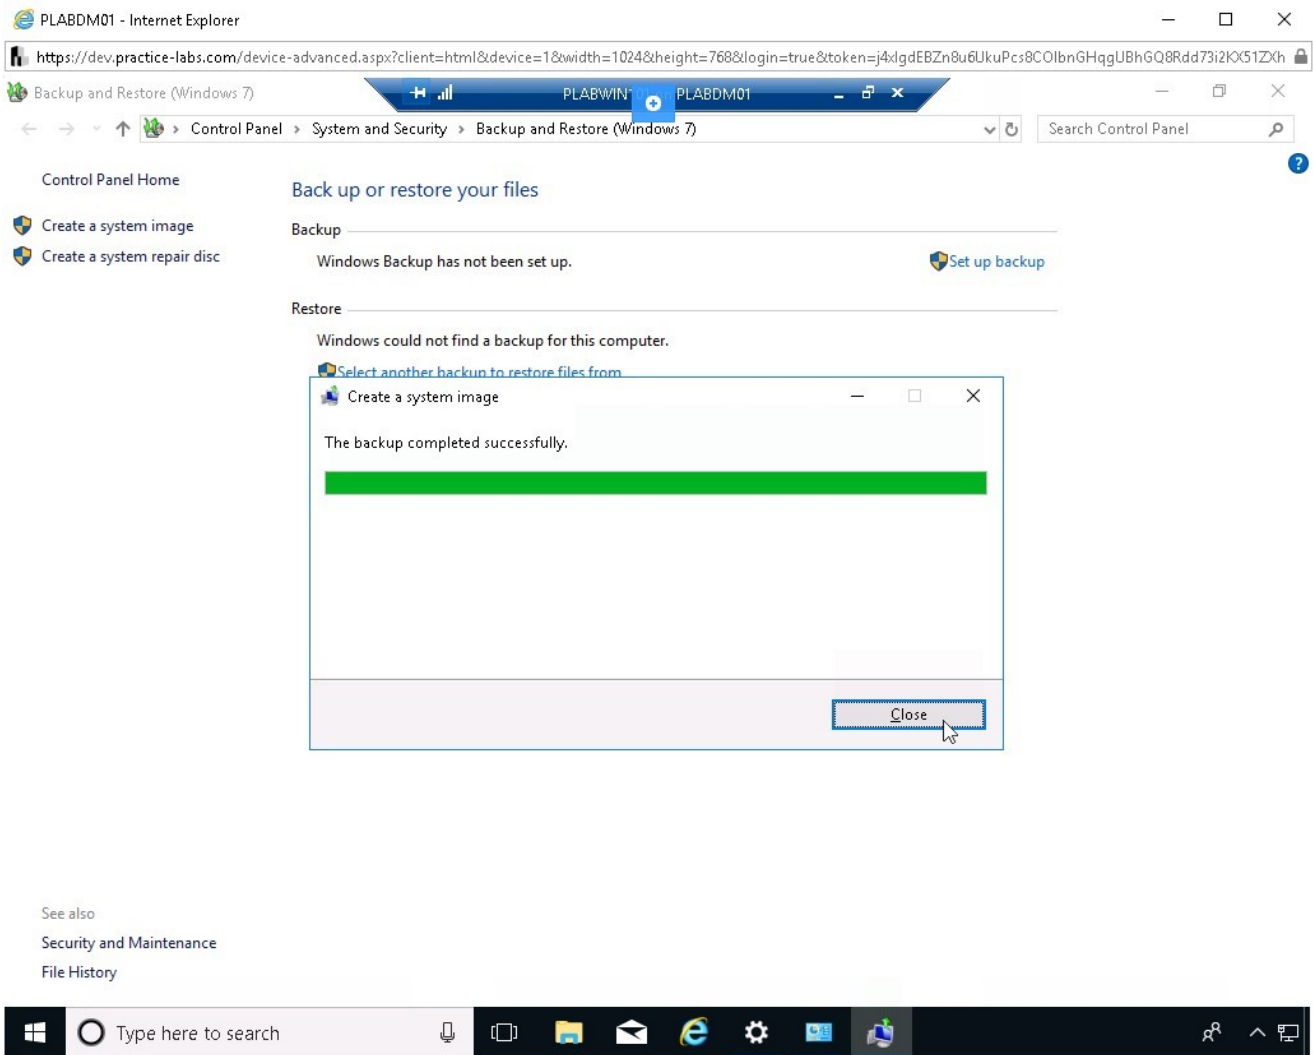 PLABDM01 - Internet Explorer
https://dev.practice-labs.com/device-advanced.aspx?client=html&device=1&width=1024&height=768&login=true&token=
Backup and Restore (Windows 7)
PLABDM01
Control Panel > System and Security > Backup and Restore (Windows 7)
Search Control Panel
Control Panel Home
Create a system image
Create a system repair disc
Back up or restore your files
Backup
Windows Backup has not been set up.
Set up backup
Restore
Windows could not find a backup for this computer.
Select another backup to restore files from
Create a system image
The backup completed successfully.
Close
See also
Security and Maintenance
File History
Type here to search